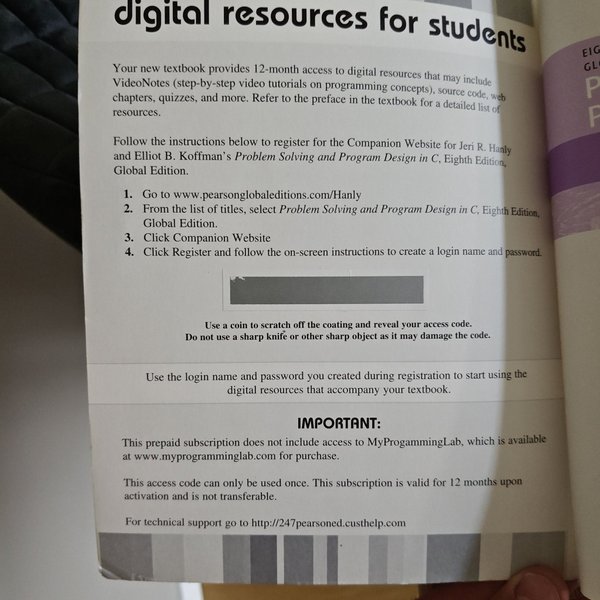 digital resources for students
Your new textbook provides 12-month access to digital resources that may include
VideoNotes (step-by-step video tutorials on programming concepts), source code, web
chapters, quizzes, and more. Refer to the preface in the textbook for a detailed list of
resources.
Follow the instructions below to register for the Companion Website for Jeri R. Hanly
and Elliot B. Koffman's Problem Solving and Program Design in C, Eighth Edition,
Global Edition.
1. Go to www.pearsonglobaleditions.com/Hanly
2. From the list of titles, select Problem Solving and Program Design in C, Eighth Edition,
Global Edition.
3. Click Companion Website
4. Click Register and follow the on-screen instructions to create a login name and password.
Use a coin to scratch off the coating and reveal your access code.
Do not use a sharp knife or other sharp object as it may damage the code.
Use the login name and password you created during registration to start using the
digital resources that accompany your textbook.
IMPORTANT:
This prepaid subscription does not include access to MyProgammingLab, which is available
at www.myprogramminglab.com for purchase.
This access code can only be used once. This subscription is valid for 12 months upon
activation and is not transferable.
For technical support go to http://247pearsoned.custhelp.com